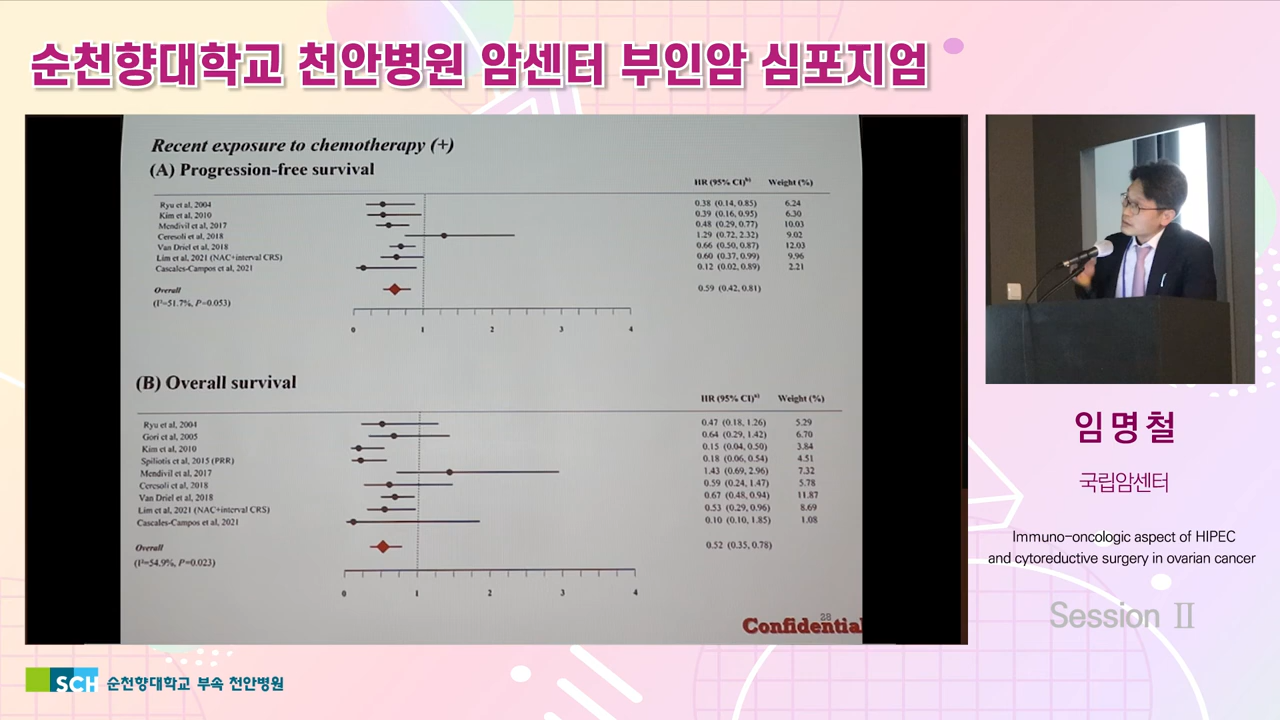 순천향대학교 천안병원 암센터 부인암 심포지엄
Recent exposure to chemotherapy (+)
(A) Progression-free survival
HR (95% CI)ᵇ⁾ Weight (%)
Ryu et al, 2004 0.38 (0.14, 0.85) 6.24
Kim et al, 2010 0.39 (0.16, 0.95) 6.30
Mendivil et al, 2017 0.48 (0.29, 0.77) 10.03
Ceresoli et al, 2018 1.29 (0.72, 2.32) 9.02
Van Driel et al, 2018 0.66 (0.50, 0.87) 12.03
Lim et al, 2021 (NAC+interval CRS) 0.60 (0.37, 0.99) 9.96
Cascales-Campos et al, 2021 0.12 (0.02, 0.89) 2.21
Overall 0.59 (0.42, 0.81)
(I²=51.7%, P=0.053)
0 1 2 3 4
(B) Overall survival
HR (95% CI)ᵃ⁾ Weight (%)
Ryu et al, 2004 0.47 (0.18, 1.26) 5.29
Gori et al, 2005 0.64 (0.29, 1.42) 6.70
Kim et al, 2010 0.15 (0.04, 0.50) 3.84
Spiliotis et al, 2015 (PRR) 0.18 (0.06, 0.54) 4.51
Mendivil et al, 2017 1.43 (0.69, 2.96) 7.32
Ceresoli et al, 2018 0.59 (0.24, 1.47) 5.78
Van Driel et al, 2018 0.67 (0.48, 0.94) 11.87
Lim et al, 2021 (NAC+interval CRS) 0.53 (0.29, 0.96) 8.69
Cascales-Campos et al, 2021 0.10 (0.10, 1.85) 1.08
Overall 0.52 (0.35, 0.78)
(I²=54.9%, P=0.023)
0 1 2 3 4
28
Confidential
임명철
국립암센터
Immuno-oncologic aspect of HIPEC
and cytoreductive surgery in ovarian cancer
Session Ⅱ
SCH 순천향대학교 부속 천안병원